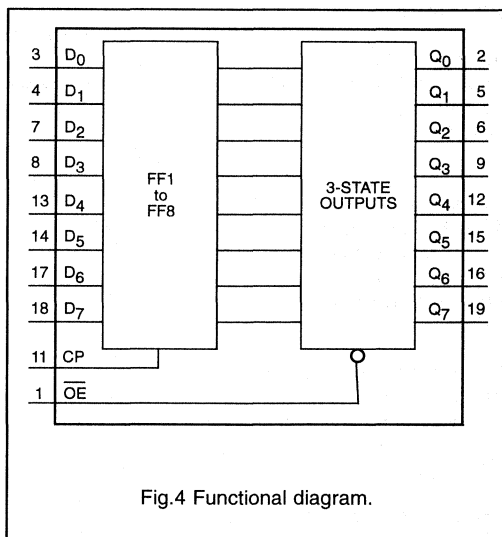 3 D0 Q0 2
4 D1 Q1 5
7 D2 Q2 6
8 D3 Q3 9
FF1
to
FF8
3-STATE
OUTPUTS
13 D4 Q4 12
14 D5 Q5 15
17 D6 Q6 16
18 D7 Q7 19
11 CP
1 O̅E̅
Fig.4 Functional diagram.